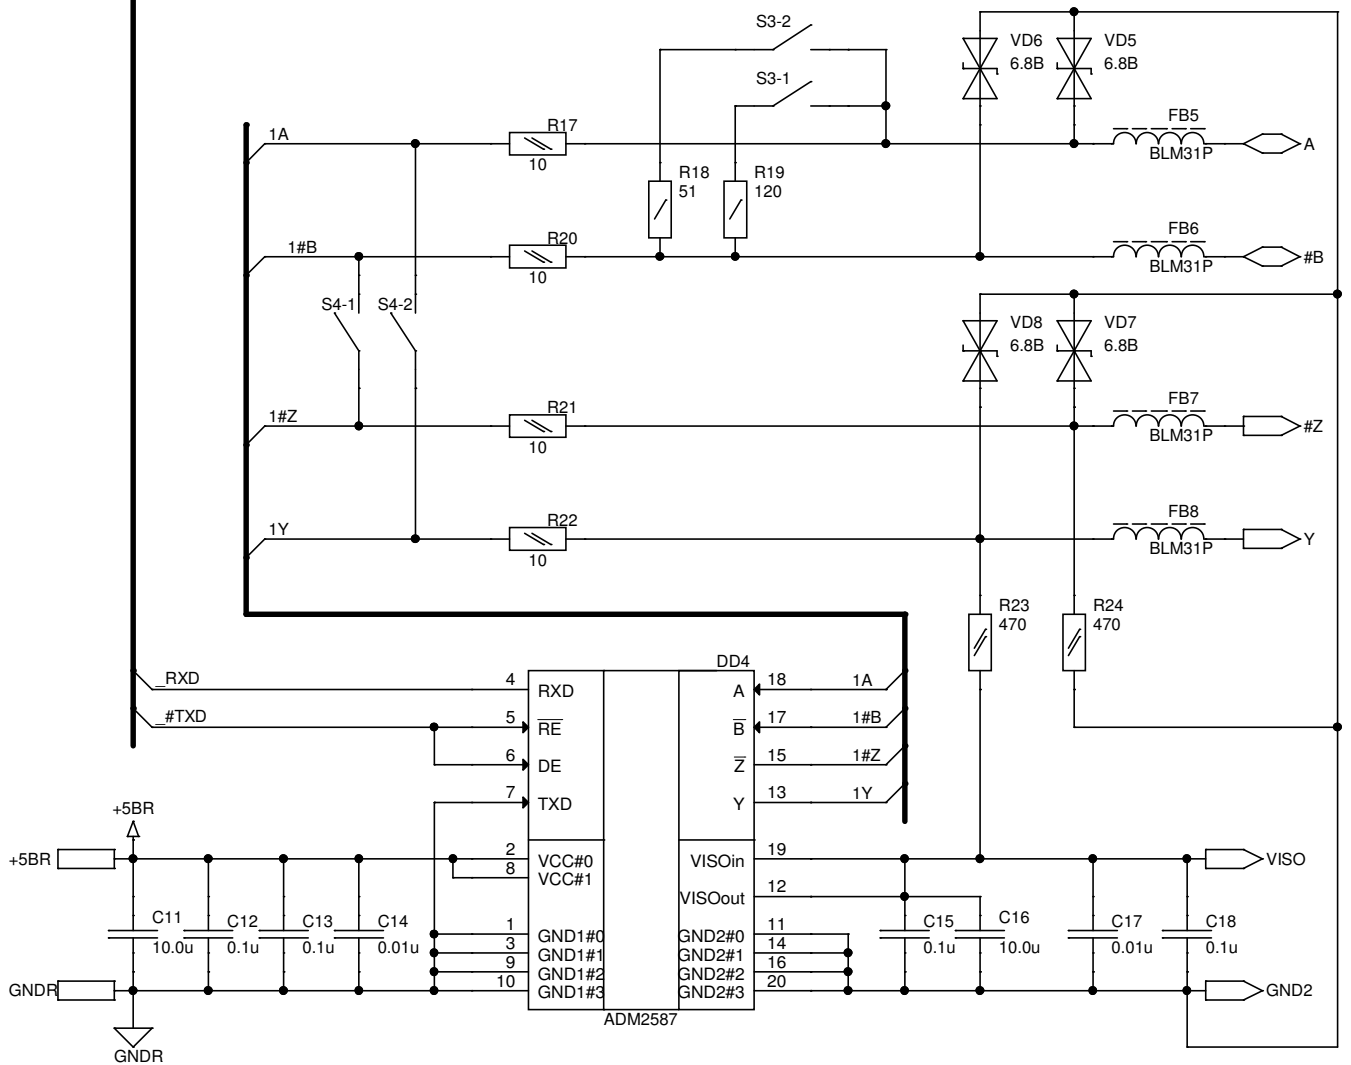 S3-2
VD6
VD5
6.8B
6.8B
S3-1
FB5
1A
R17
A
10
BLM31P
R18
R19
51
120
FB6
1#B
R20
#B
10
BLM31P
S4-1
S4-2
VD8
VD7
6.8B
6.8B
FB7
1#Z
R21
#Z
10
BLM31P
FB8
1Y
R22
Y
10
BLM31P
R23
R24
470
470
DD4
_RXD
4
RXD
A
18
1A
_#TXD
5
RE
B
17
1#B
6
DE
Z
15
1#Z
7
TXD
Y
13
1Y
+5BR
+5BR
2
VCC#0
VISOin
19
VISO
8
VCC#1
VISOout
12
C11
C12
C13
C14
10.0u
0.1u
0.1u
0.01u
C15
C16
C17
C18
0.1u
10.0u
0.01u
0.1u
1
GND1#0
GND2#0
11
3
GND1#1
GND2#1
14
9
GND1#2
GND2#2
16
GNDR
10
GND1#3
GND2#3
20
GND2
ADM2587
GNDR